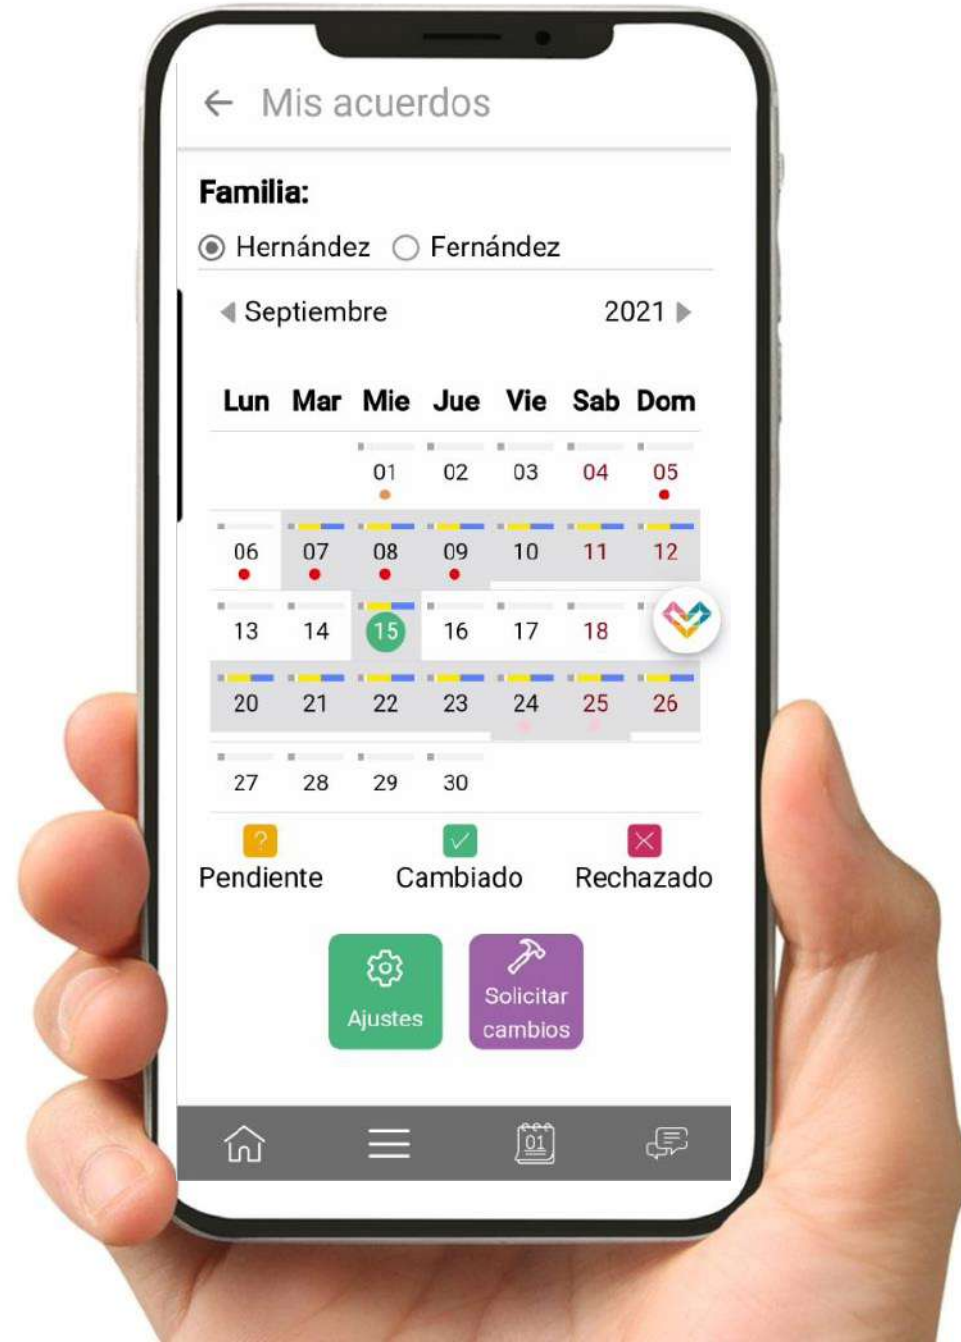 Mis acuerdos
Familia:
Hernández Fernández
Septiembre 2021
Lun Mar Mie Jue Vie Sab Dom
01 02 03 04 05
06 07 08 09 10 11 12
13 14 15 16 17 18
20 21 22 23 24 25 26
27 28 29 30
?
Pendiente Cambiado Rechazado
Ajustes
Solicitar
cambios
01